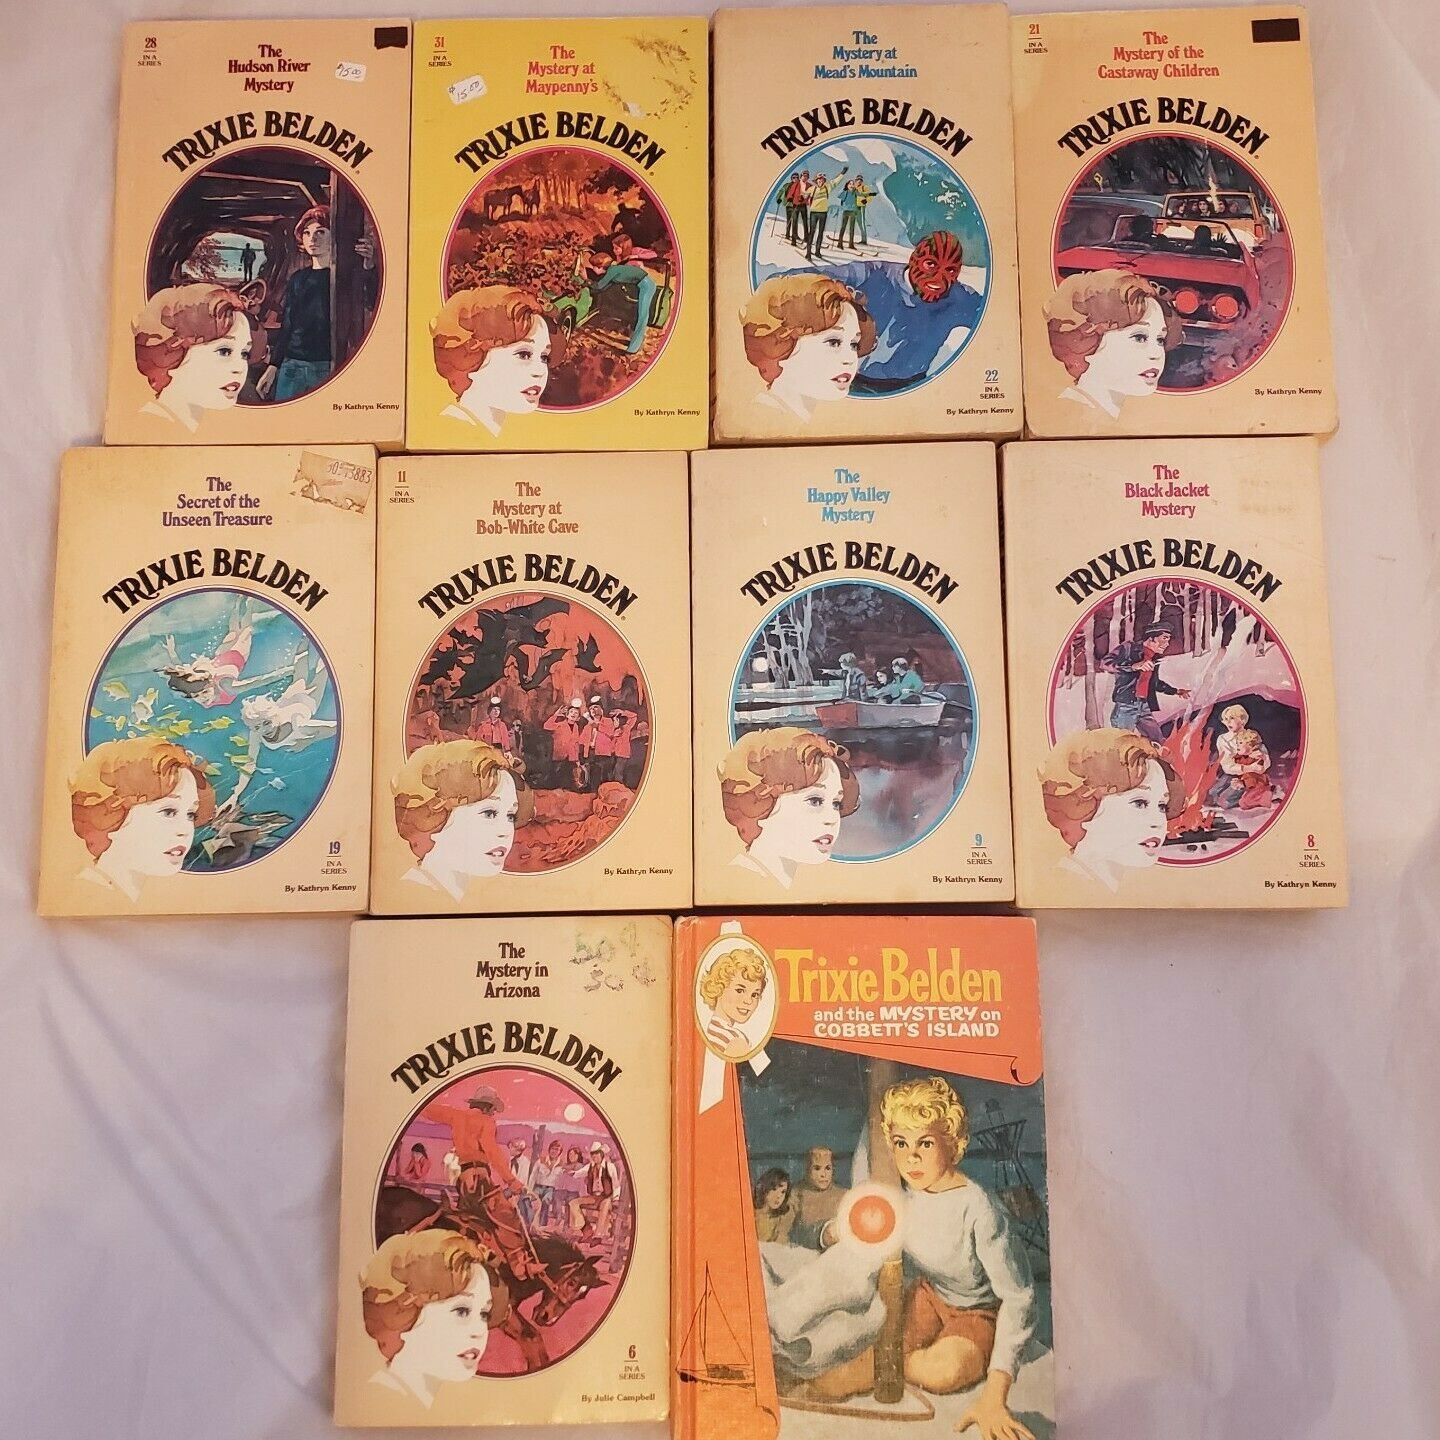 28
IN A
SERIES
The
Hudson River
Mystery
$15.00
TRIXIE BELDEN®
By Kathryn Kenny
31
IN A
SERIES
The
Mystery at
Maypenny's
$15.00
TRIXIE BELDEN®
By Kathryn Kenny
The
Mystery at
Mead's Mountain
TRIXIE BELDEN
22
IN A
SERIES
By Kathryn Kenny
21
IN A
SERIES
The
Mystery of the
Castaway Children
TRIXIE BELDEN®
By Kathryn Kenny
The
Secret of the
Unseen Treasure
TRIXIE BELDEN
19
IN A
SERIES
By Kathryn Kenny
11
IN A
SERIES
The
Mystery at
Bob-White Cave
TRIXIE BELDEN®
By Kathryn Kenny
The
Happy Valley
Mystery
TRIXIE BELDEN
9
IN A
SERIES
By Kathryn Kenny
The
Black Jacket
Mystery
TRIXIE BELDEN
8
IN A
SERIES
By Kathryn Kenny
The
Mystery in
Arizona
TRIXIE BELDEN
6
IN A
SERIES
By Julie Campbell
Trixie Belden
and the MYSTERY on
COBBETT'S ISLAND